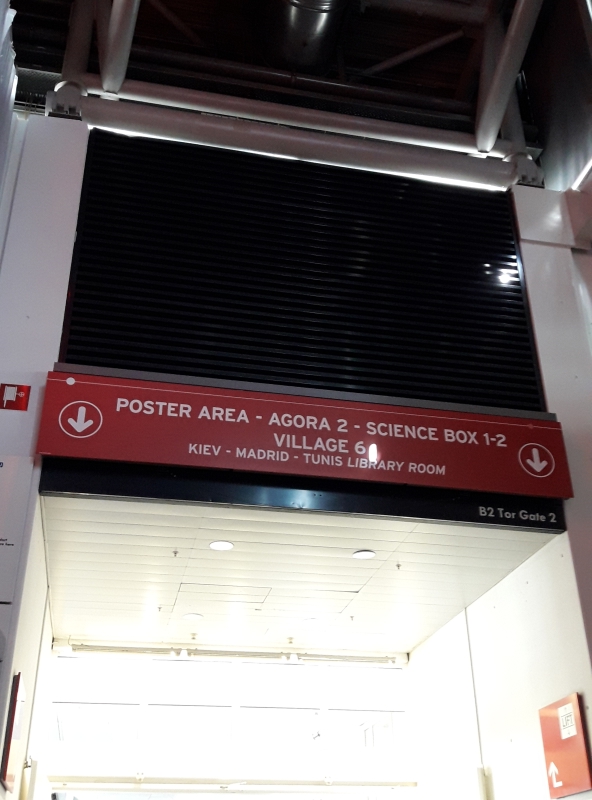 POSTER AREA - AGORA 2 - SCIENCE BOX 1-2
VILLAGE 6
KIEV - MADRID - TUNIS LIBRARY ROOM
B2 Tor Gate 2
LIFT